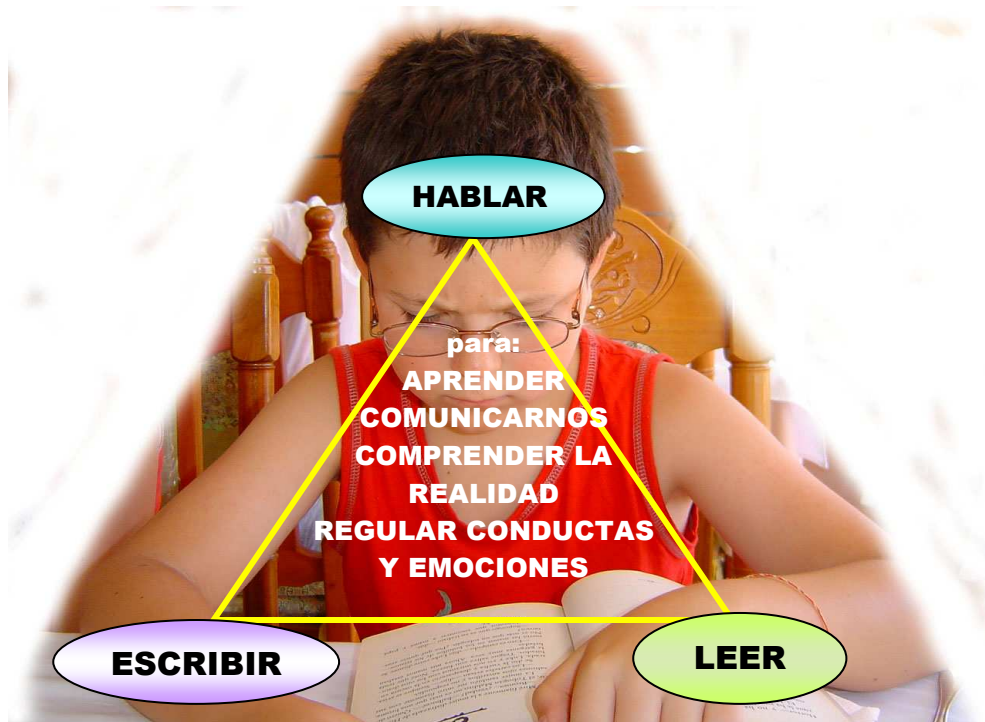 HABLAR
para:
APRENDER
COMUNICARNOS
COMPRENDER LA
REALIDAD
REGULAR CONDUCTAS
Y EMOCIONES
ESCRIBIR
LEER